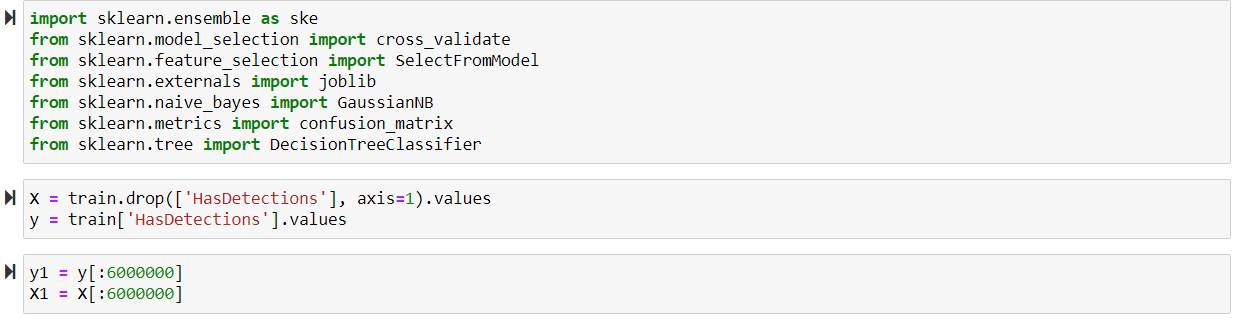 import sklearn.ensemble as ske
from sklearn.model_selection import cross_validate
from sklearn.feature_selection import SelectFromModel
from sklearn.externals import joblib
from sklearn.naive_bayes import GaussianNB
from sklearn.metrics import confusion_matrix
from sklearn.tree import DecisionTreeClassifier
X = train.drop(['HasDetections'], axis=1).values
y = train['HasDetections'].values
y1 = y[:6000000]
X1 = X[:6000000]